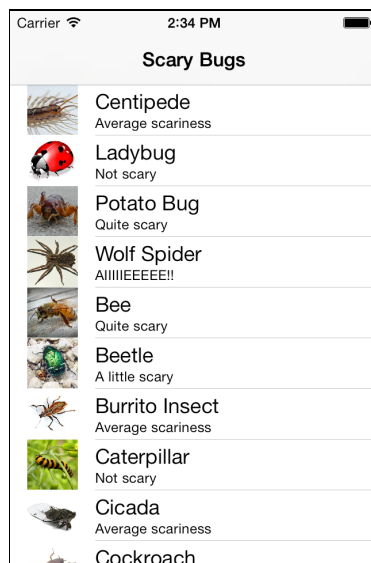 Carrier 2:34 PM
Scary Bugs
Centipede
Average scariness
Ladybug
Not scary
Potato Bug
Quite scary
Wolf Spider
AIIIIIEEEEE!!
Bee
Quite scary
Beetle
A little scary
Burrito Insect
Average scariness
Caterpillar
Not scary
Cicada
Average scariness
Cockroach